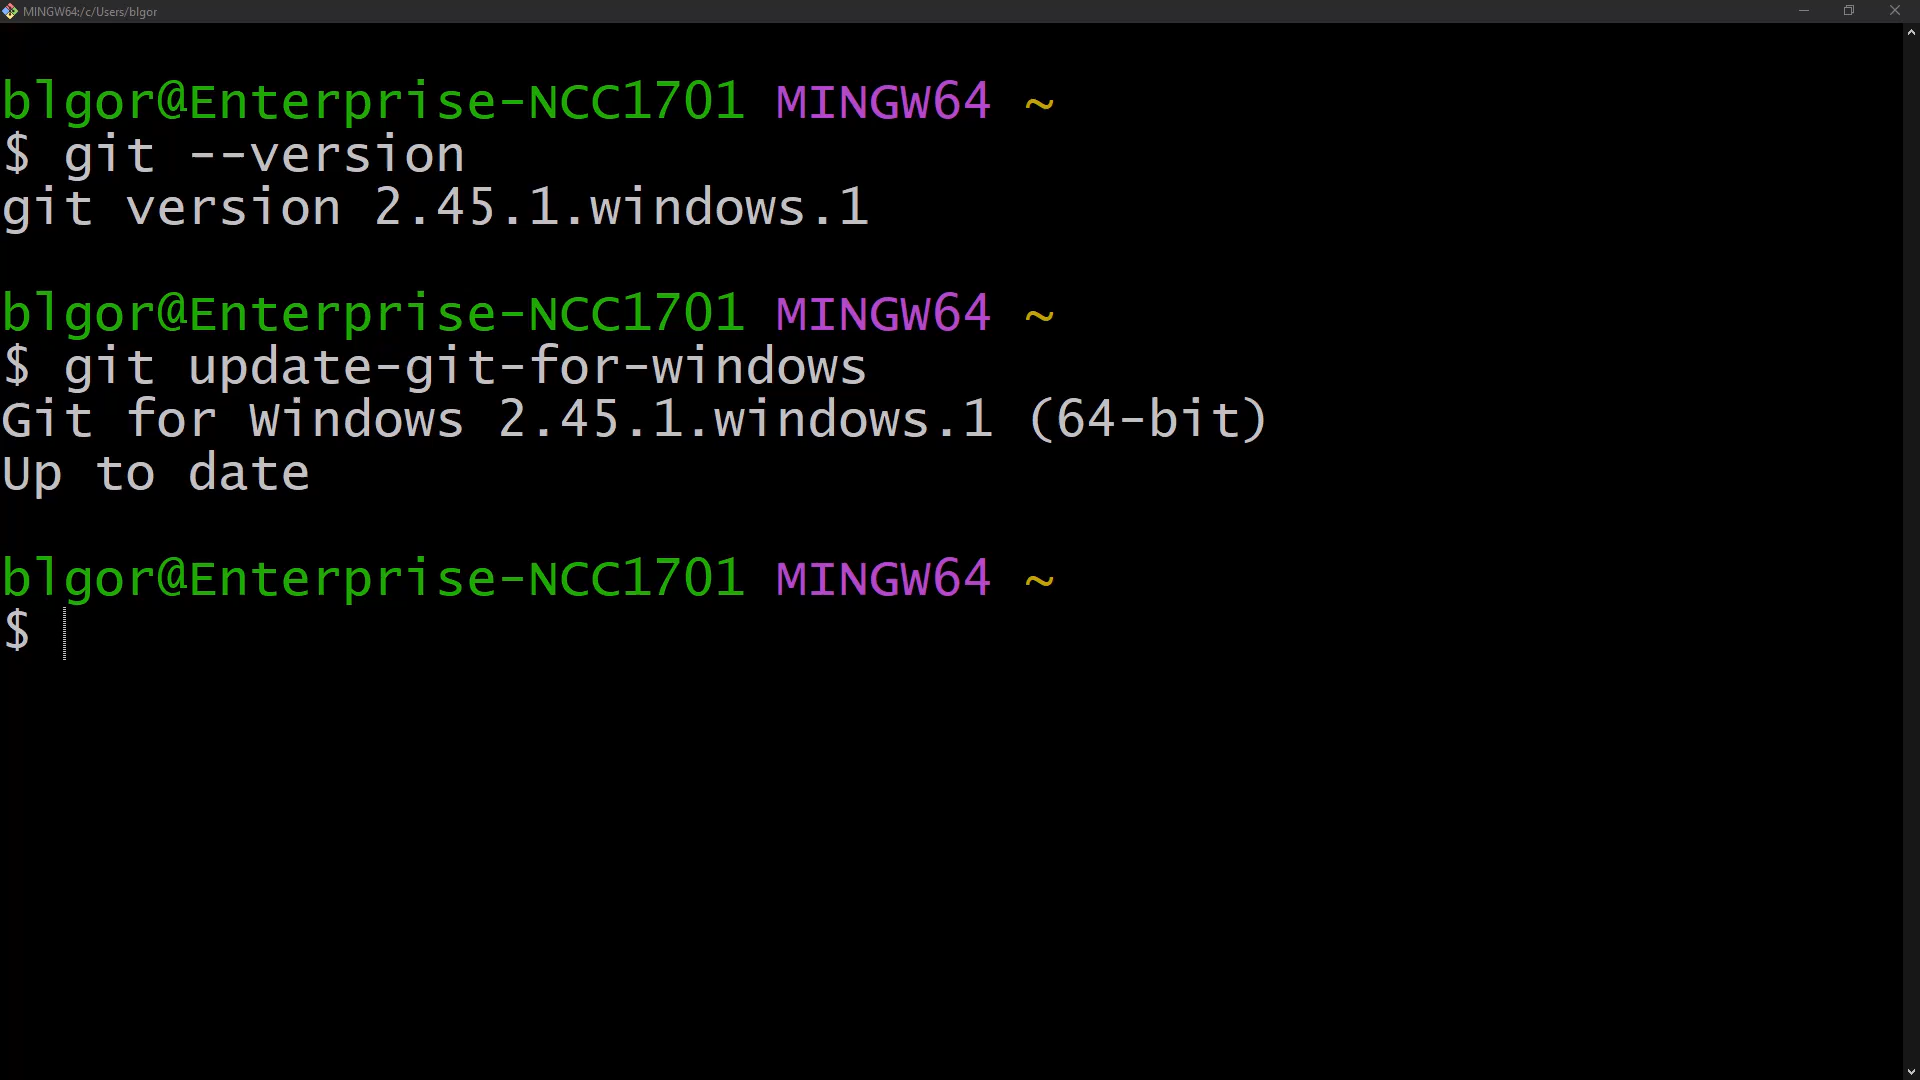 MINGW64:/c/Users/blgor
blgor@Enterprise-NCC1701 MINGW64 ~
$ git --version
git version 2.45.1.windows.1
blgor@Enterprise-NCC1701 MINGW64 ~
$ git update-git-for-windows
Git for Windows 2.45.1.windows.1 (64-bit)
Up to date
blgor@Enterprise-NCC1701 MINGW64 ~
$